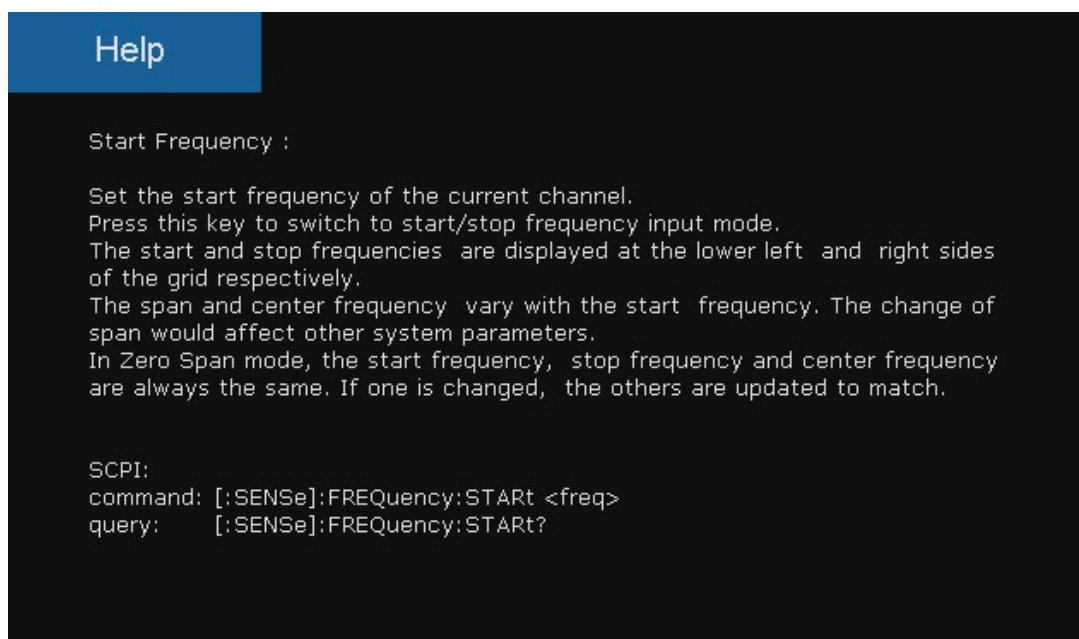 Help
Start Frequency :
Set the start frequency of the current channel.
Press this key to switch to start/stop frequency input mode.
The start and stop frequencies  are displayed at the lower left  and  right sides
of the grid respectively.
The span and center frequency  vary with the start  frequency. The change of
span would affect other system parameters.
In Zero Span mode, the start frequency,  stop frequency and center frequency
are always the same. If one is changed,  the others are updated to match.
SCPI:
command: [:SENSe]:FREQuency:STARt <freq>
query:     [:SENSe]:FREQuency:STARt?